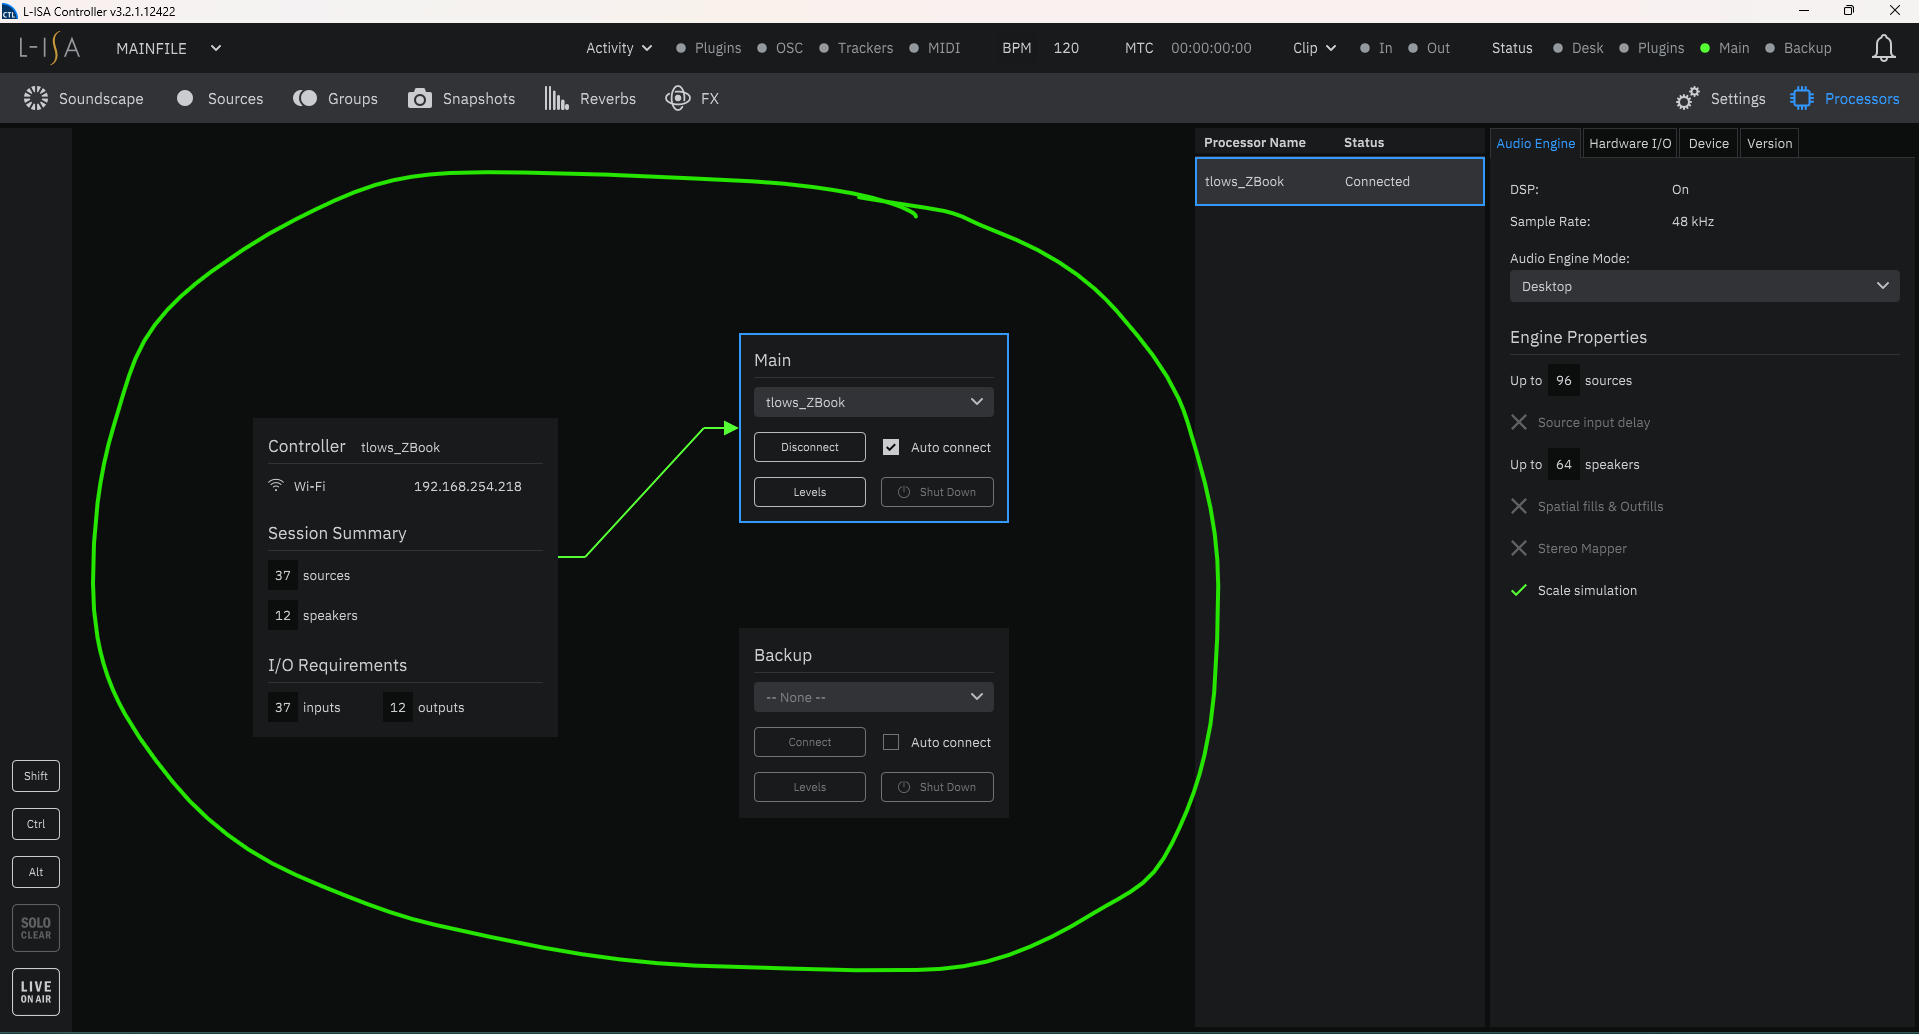 L-ISA Controller v3.2.1.12422
L-ISA MAINFILE Activity Plugins OSC Trackers MIDI BPM 120 MTC 00:00:00:00 Clip In Out Status Desk Plugins Main Backup
Soundscape Sources Groups Snapshots Reverbs FX Settings Processors
Processor Name Status
tlows_ZBook Connected
Audio Engine Hardware I/O Device Version
DSP: On
Sample Rate: 48 kHz
Audio Engine Mode:
Desktop
Engine Properties
Up to 96 sources
Source input delay
Up to 64 speakers
Spatial fills & Outfills
Stereo Mapper
Scale simulation
Main
tlows_ZBook
Disconnect Auto connect
Levels Shut Down
Controller tlows_ZBook
Wi-Fi 192.168.254.218
Session Summary
37 sources
12 speakers
I/O Requirements
37 inputs 12 outputs
Backup
-- None --
Connect Auto connect
Levels Shut Down
Shift
Ctrl
Alt
SOLO
CLEAR
LIVE
ON AIR